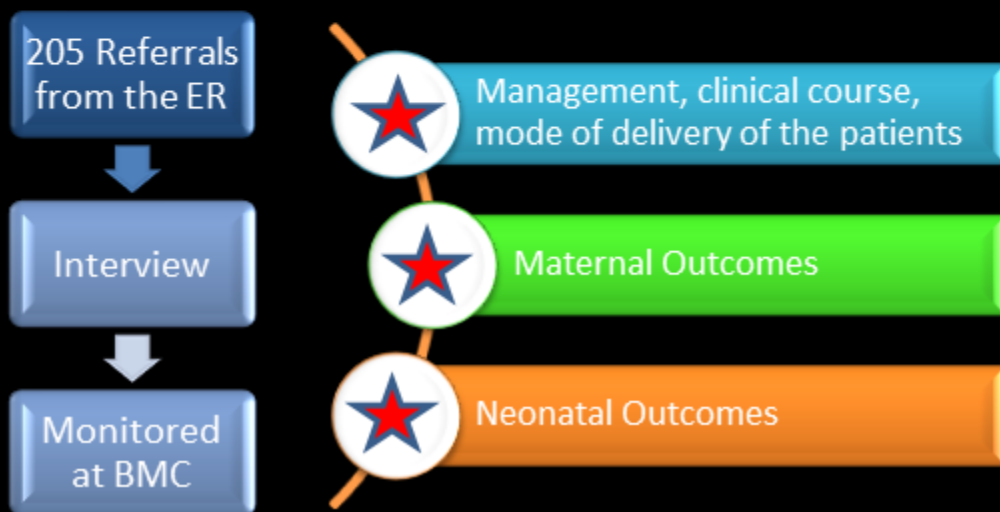 205 Referrals
from the ER
Interview
Monitored
at BMC
Management, clinical course,
mode of delivery of the patients
Maternal Outcomes
Neonatal Outcomes